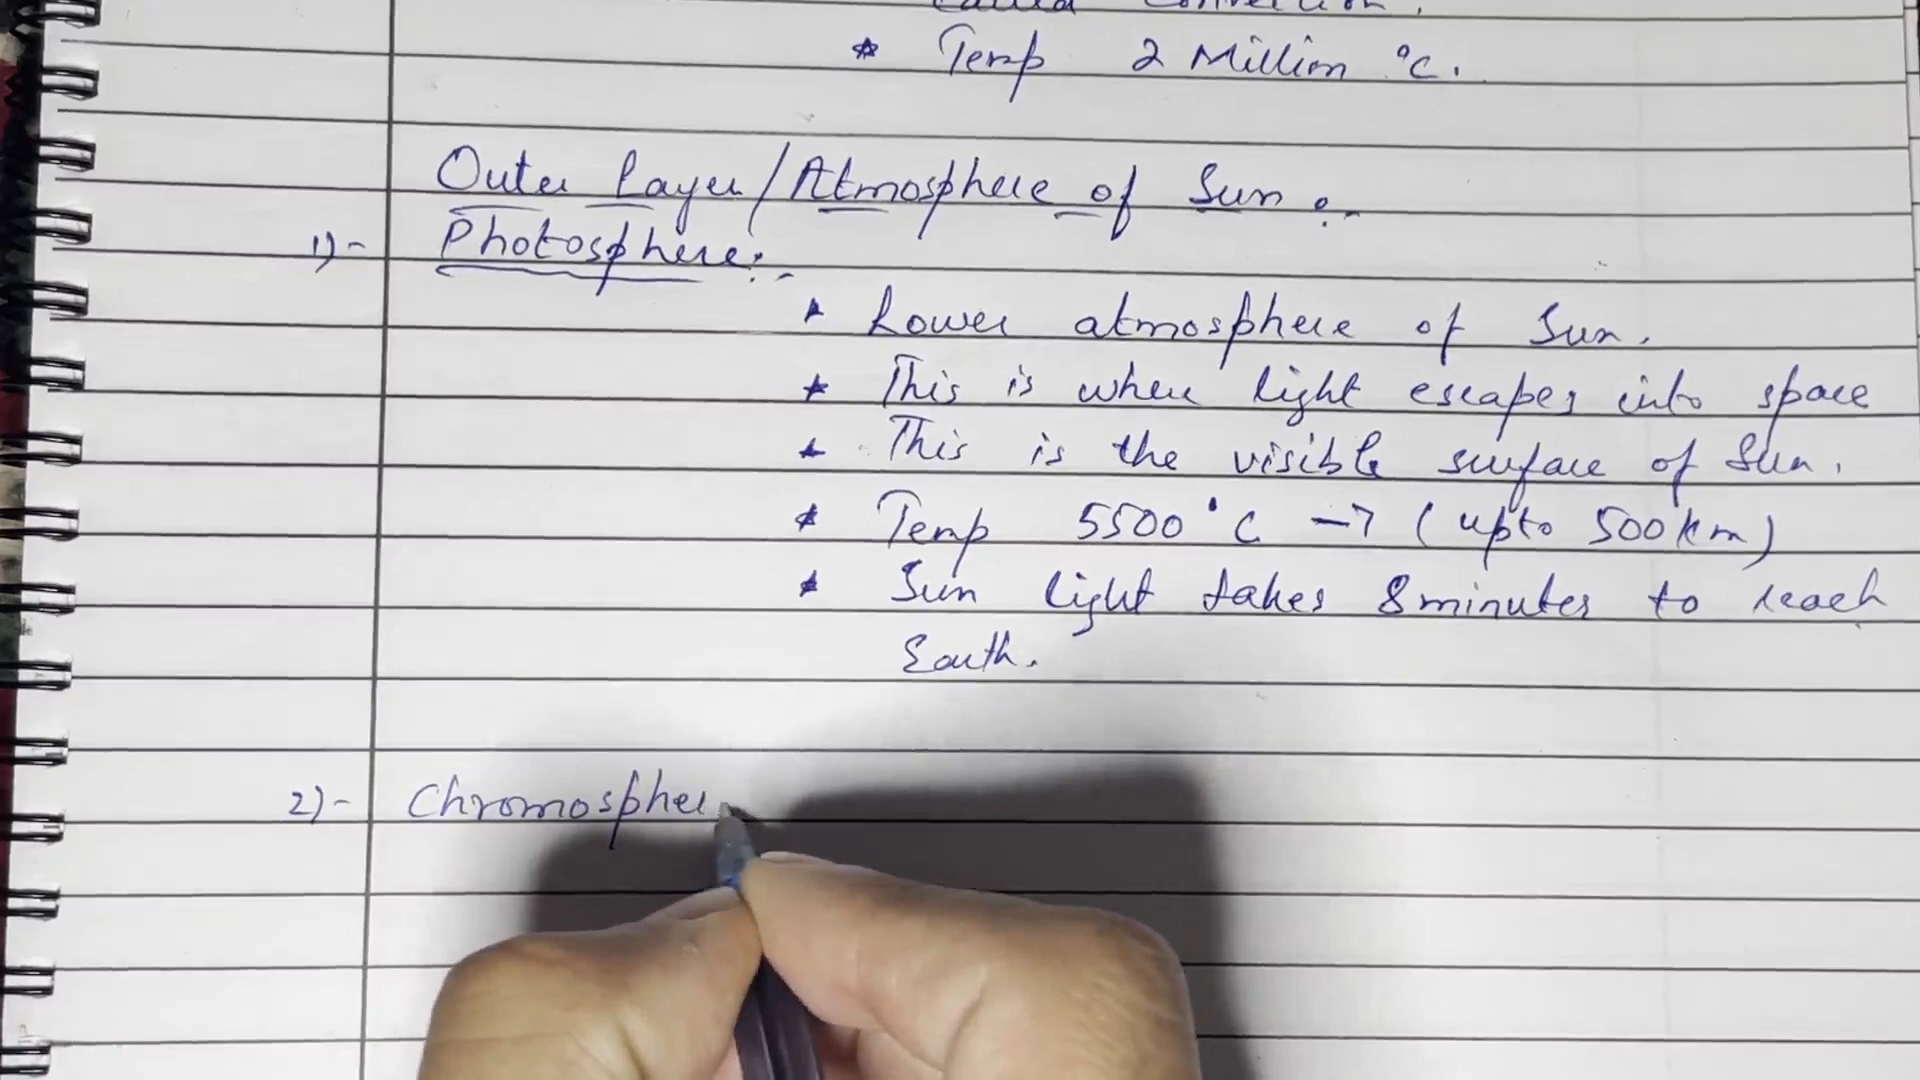 * Temp 2 Million °C.
Outer Layer/Atmosphere of Sun :-
1)- Photosphere:-
* Lower atmosphere of Sun.
* This is where light escapes into space
* This is the visible surface of Sun.
* Temp 5500°C → (upto 500km)
* Sun light takes 8 minutes to reach
Earth.
2)- Chromospher